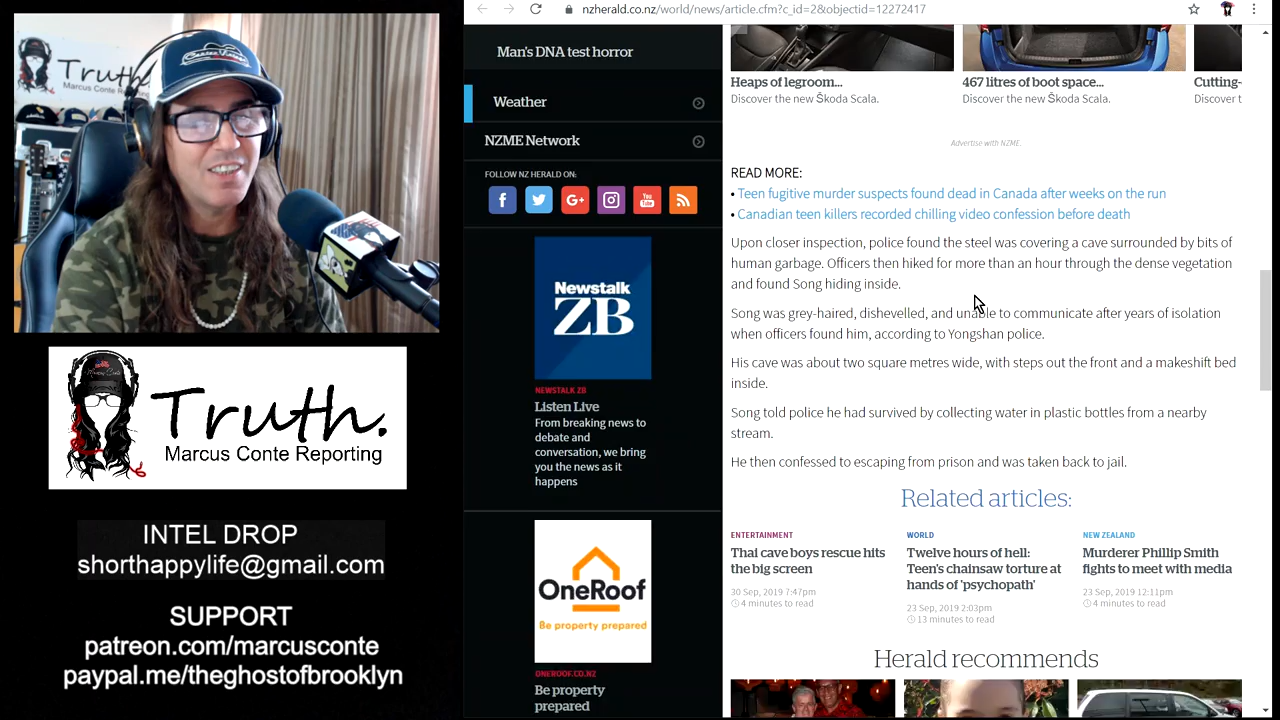 Truth.
Marcus Conte Reporting
Truth.
Marcus Conte Reporting
INTEL DROP
shorthappylife@gmail.com
SUPPORT
patreon.com/marcusconte
paypal.me/theghostofbrooklyn
nzherald.co.nz/world/news/article.cfm?c_id=2&objectid=12272417
Man's DNA test horror
Weather
NZME Network
FOLLOW NZ HERALD ON:
Newstalk
ZB
NEWSTALK ZB
Listen Live
From breaking news to
debate and
conversation, we bring
you the news as it
happens
OneRoof
Be property prepared
ONEROOF.CO.NZ
Be property
prepared
Heaps of legroom...
Discover the new Škoda Scala.
467 litres of boot space...
Discover the new Škoda Scala.
Cutting-
Discover t
Advertise with NZME.
READ MORE:
• Teen fugitive murder suspects found dead in Canada after weeks on the run
• Canadian teen killers recorded chilling video confession before death
Upon closer inspection, police found the steel was covering a cave surrounded by bits of
human garbage. Officers then hiked for more than an hour through the dense vegetation
and found Song hiding inside.
Song was grey-haired, dishevelled, and unable to communicate after years of isolation
when officers found him, according to Yongshan police.
His cave was about two square metres wide, with steps out the front and a makeshift bed
inside.
Song told police he had survived by collecting water in plastic bottles from a nearby
stream.
He then confessed to escaping from prison and was taken back to jail.
Related articles:
ENTERTAINMENT
Thai cave boys rescue hits
the big screen
30 Sep, 2019 7:47pm
4 minutes to read
WORLD
Twelve hours of hell:
Teen's chainsaw torture at
hands of 'psychopath'
23 Sep, 2019 2:03pm
13 minutes to read
NEW ZEALAND
Murderer Phillip Smith
fights to meet with media
23 Sep, 2019 12:11pm
4 minutes to read
Herald recommends